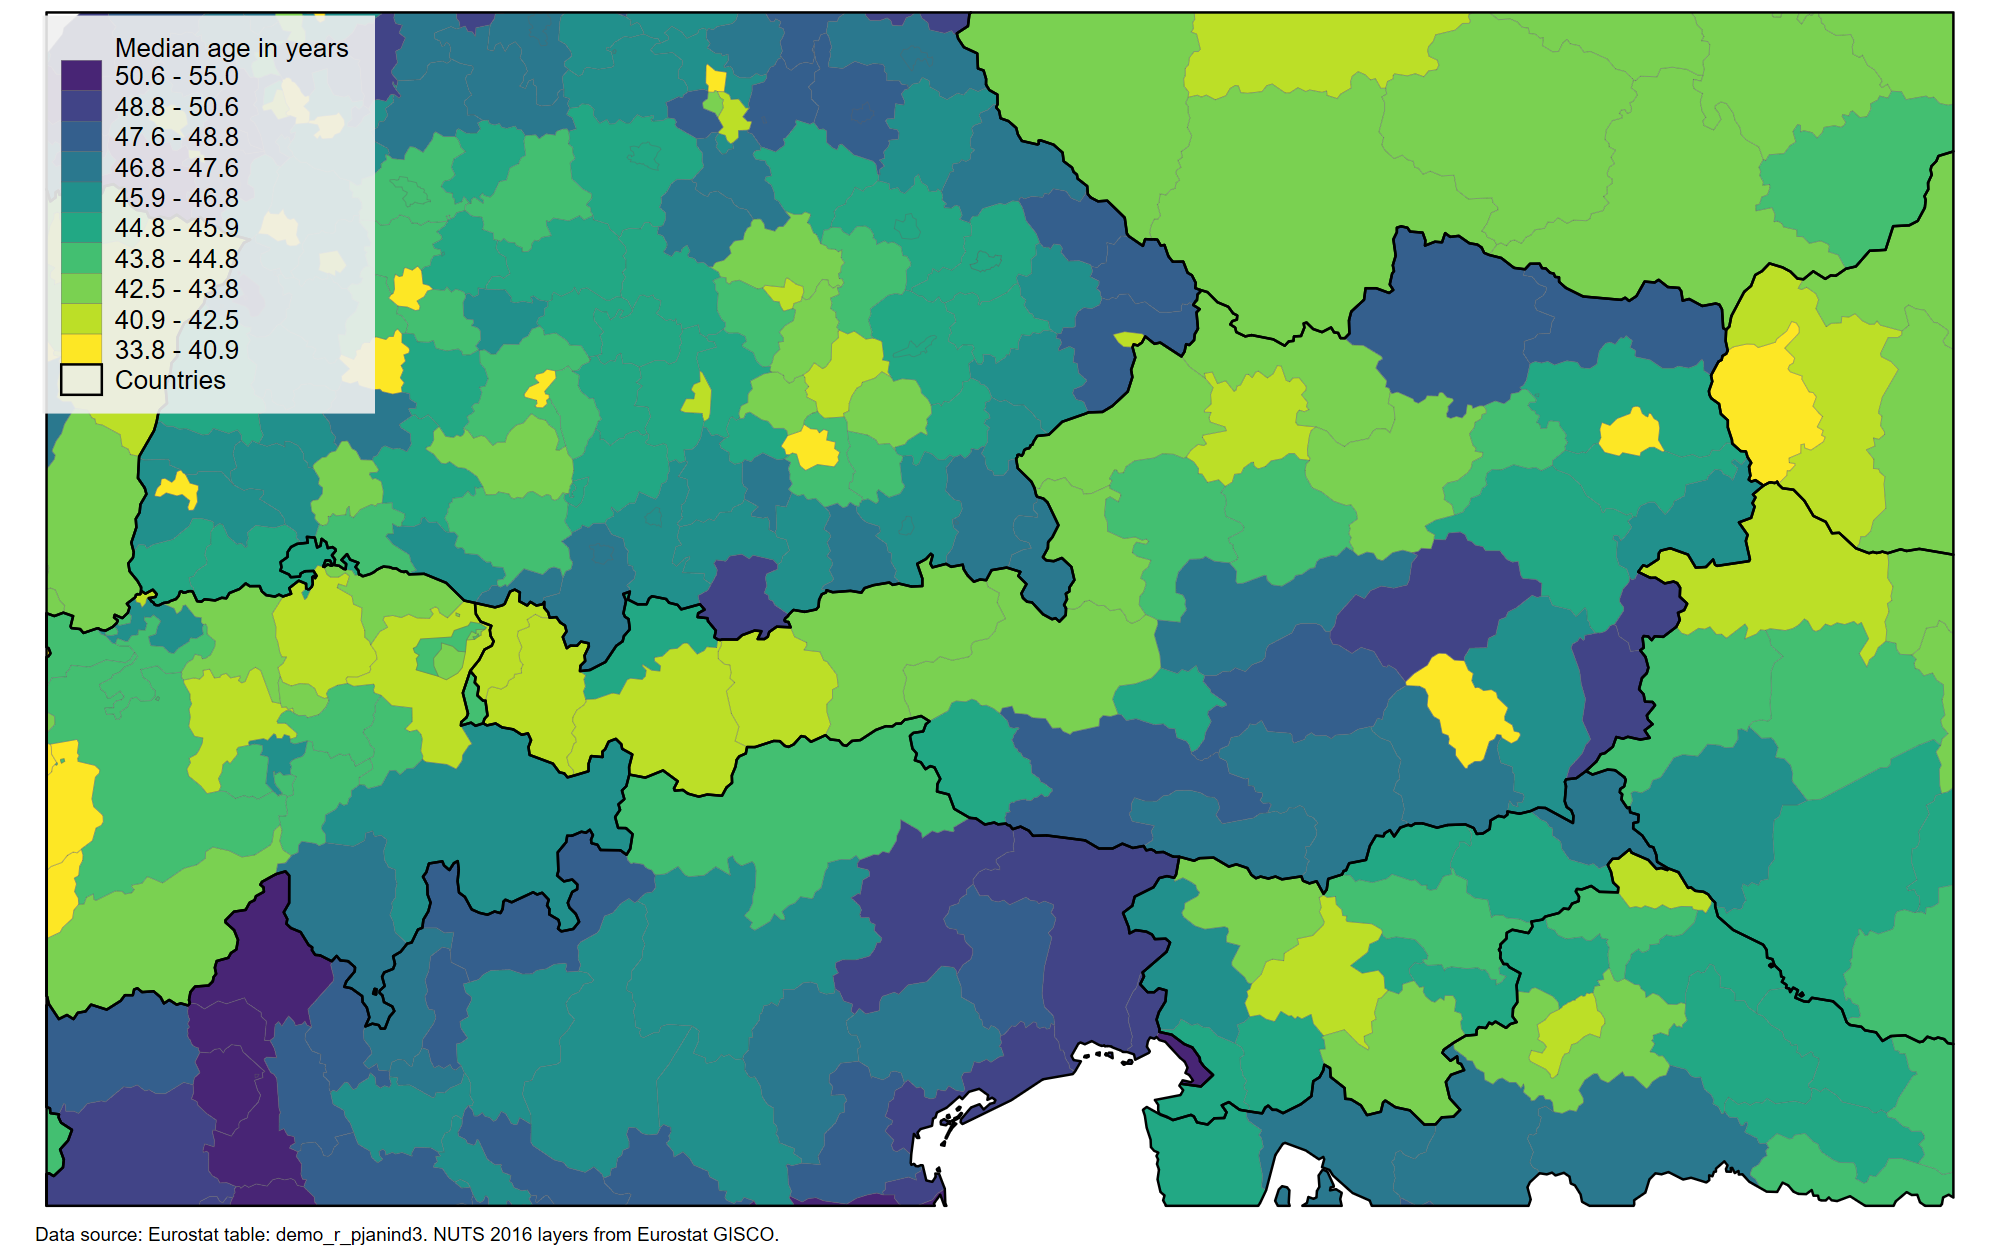 Median age in years
50.6 - 55.0
48.8 - 50.6
47.6 - 48.8
46.8 - 47.6
45.9 - 46.8
44.8 - 45.9
43.8 - 44.8
42.5 - 43.8
40.9 - 42.5
33.8 - 40.9
Countries
Data source: Eurostat table: demo_r_pjanind3. NUTS 2016 layers from Eurostat GISCO.